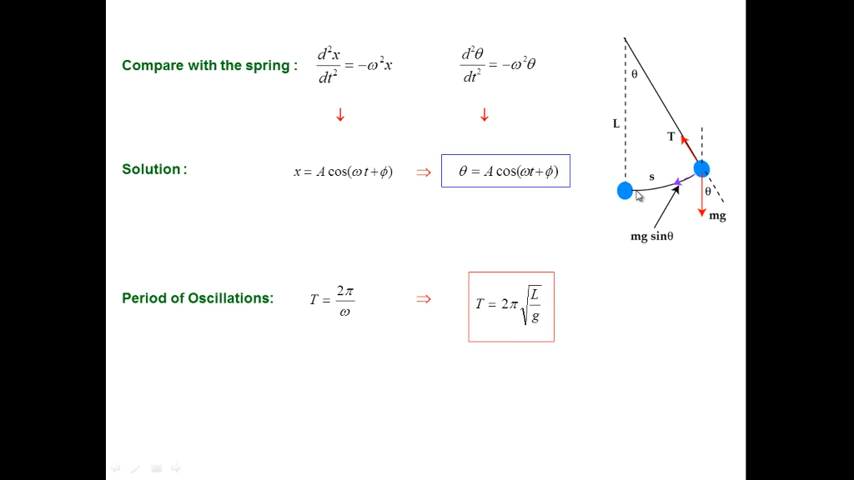 Compare with the spring : d²x/dt² = −ω²x d²θ/dt² = −ω²θ
↓ ↓
Solution : x = A cos(ω t + ϕ) ⇒ θ = A cos(ωt + ϕ)
Period of Oscillations: T = 2π/ω ⇒ T = 2π√(L/g)
θ
L
T
s
θ
mg
mg sinθ